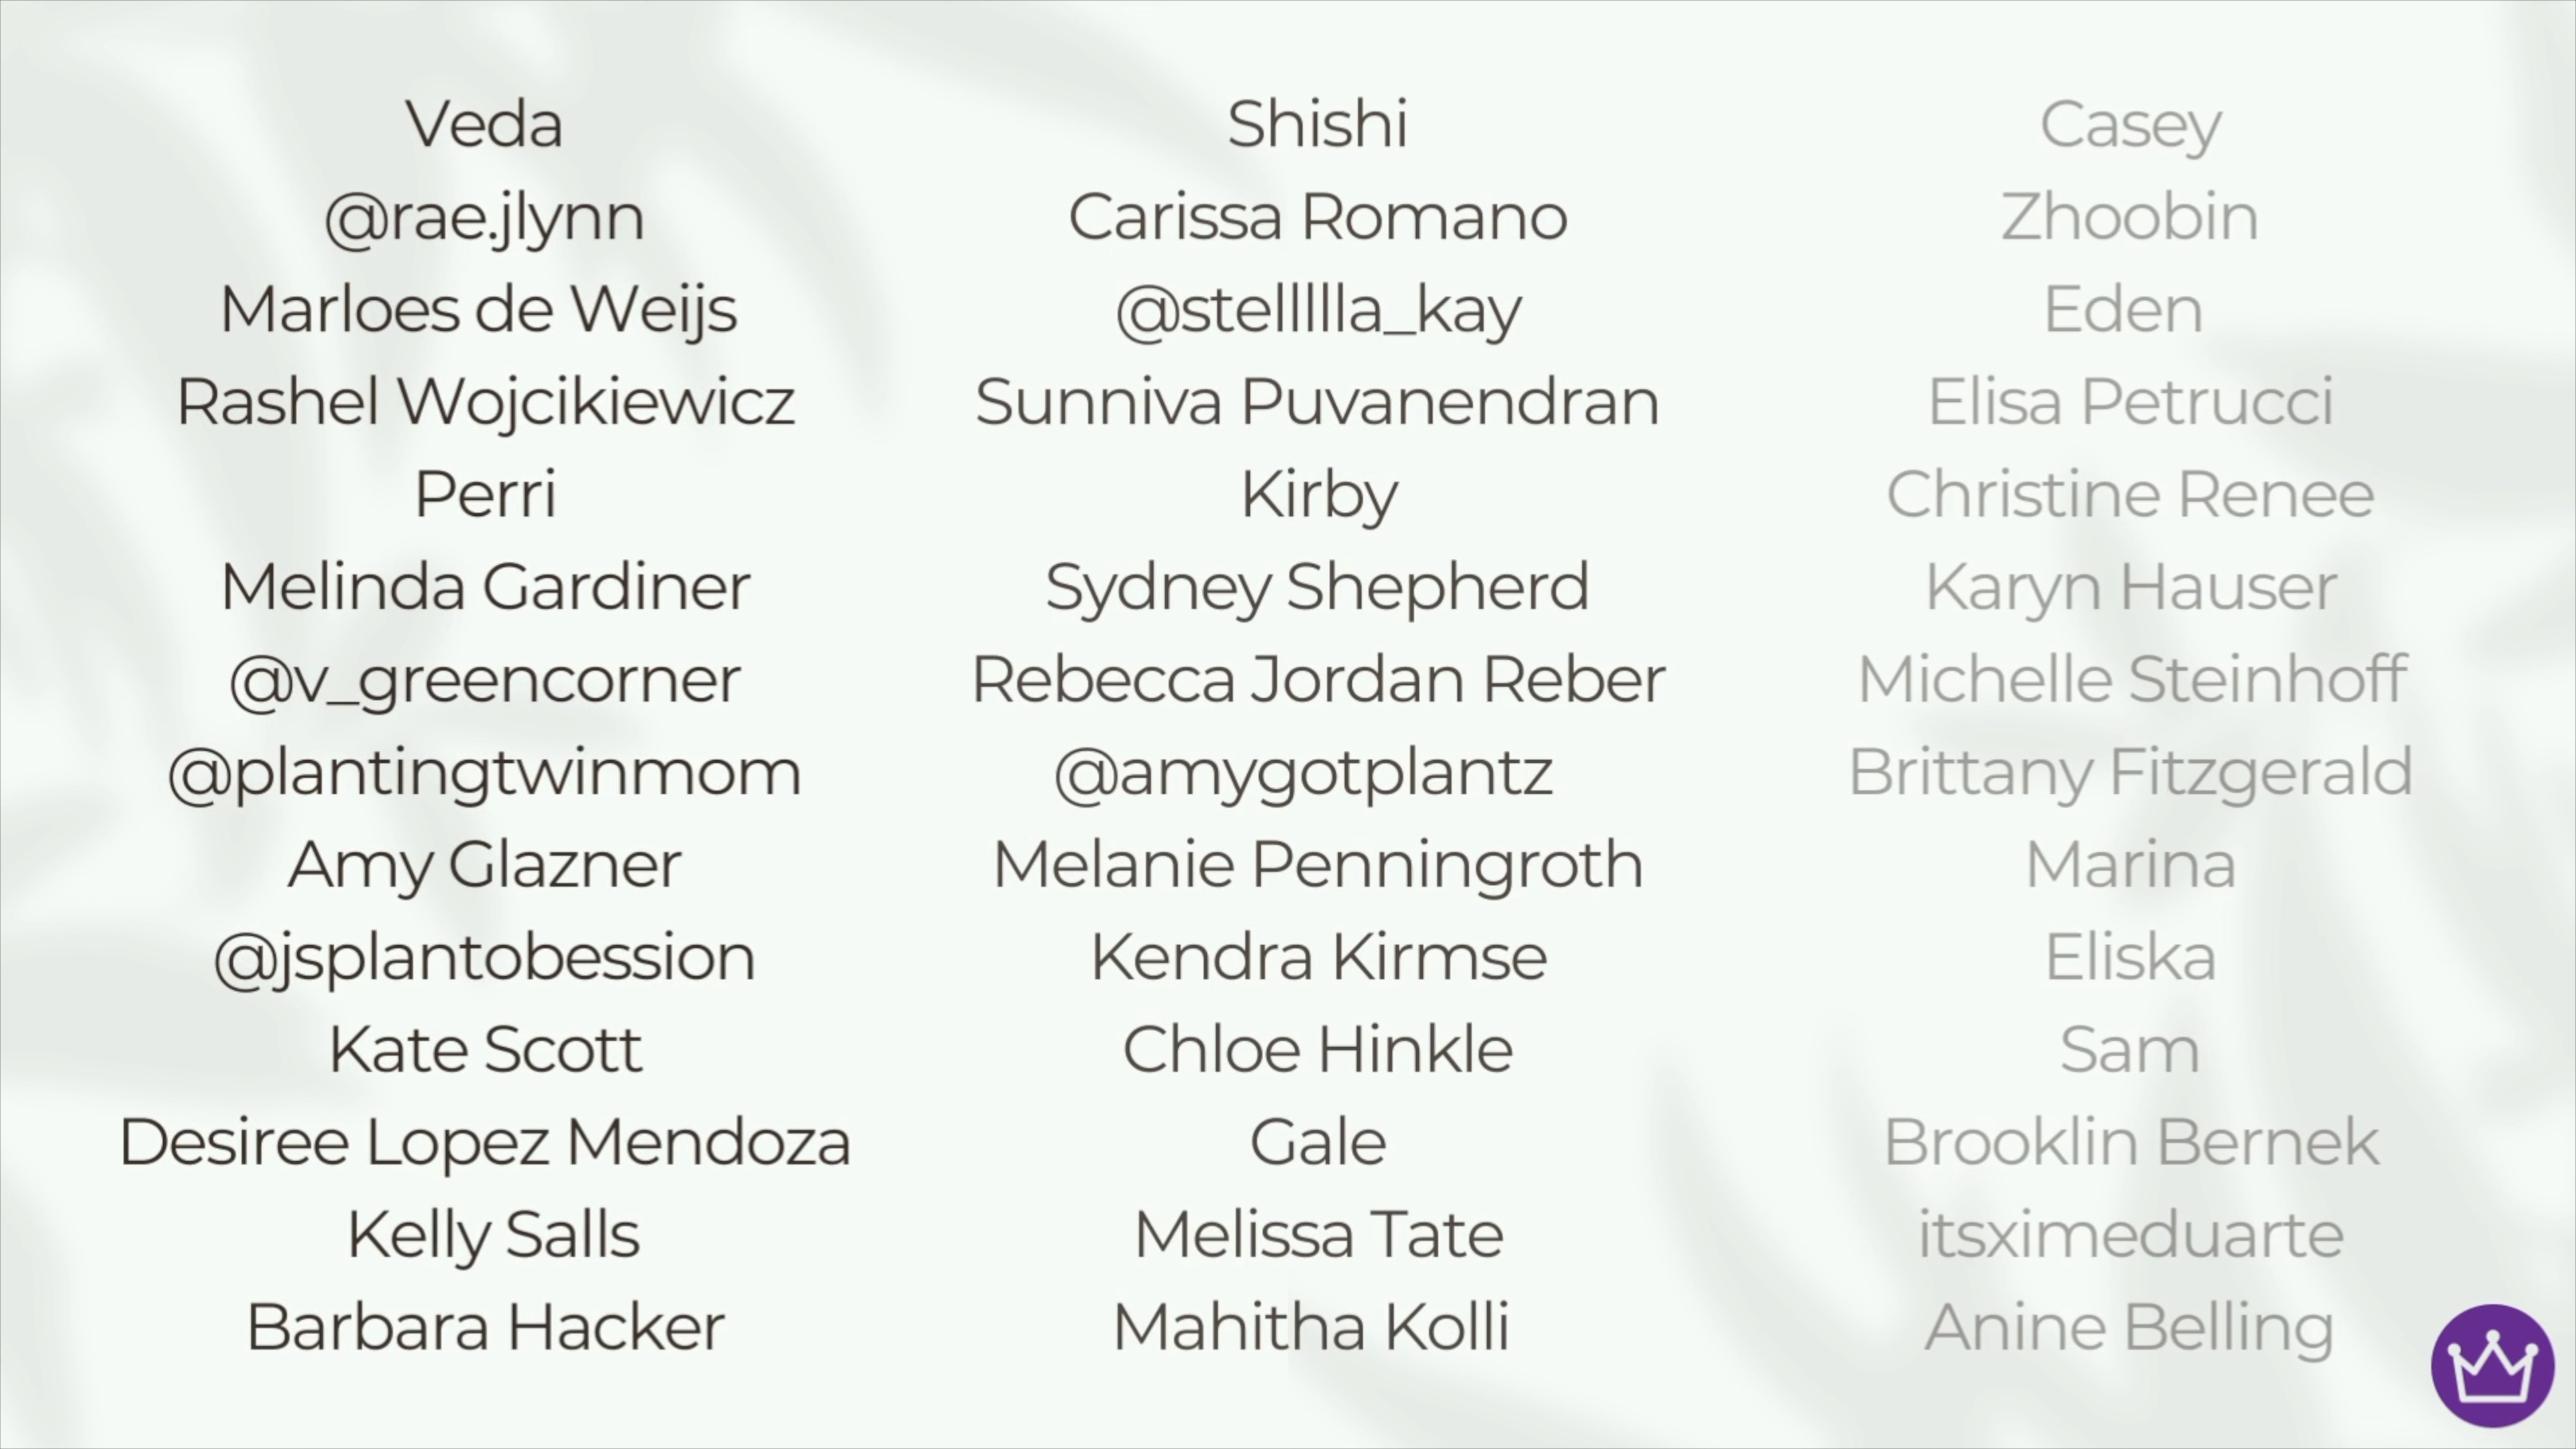 Veda
@rae.jlynn
Marloes de Weijs
Rashel Wojcikiewicz
Perri
Melinda Gardiner
@v_greencorner
@plantingtwinmom
Amy Glazner
@jsplantobession
Kate Scott
Desiree Lopez Mendoza
Kelly Salls
Barbara Hacker
Shishi
Carissa Romano
@stellllla_kay
Sunniva Puvanendran
Kirby
Sydney Shepherd
Rebecca Jordan Reber
@amygotplantz
Melanie Penningroth
Kendra Kirmse
Chloe Hinkle
Gale
Melissa Tate
Mahitha Kolli
Casey
Zhoobin
Eden
Elisa Petrucci
Christine Renee
Karyn Hauser
Michelle Steinhoff
Brittany Fitzgerald
Marina
Eliska
Sam
Brooklin Bernek
itsximeduarte
Anine Belling